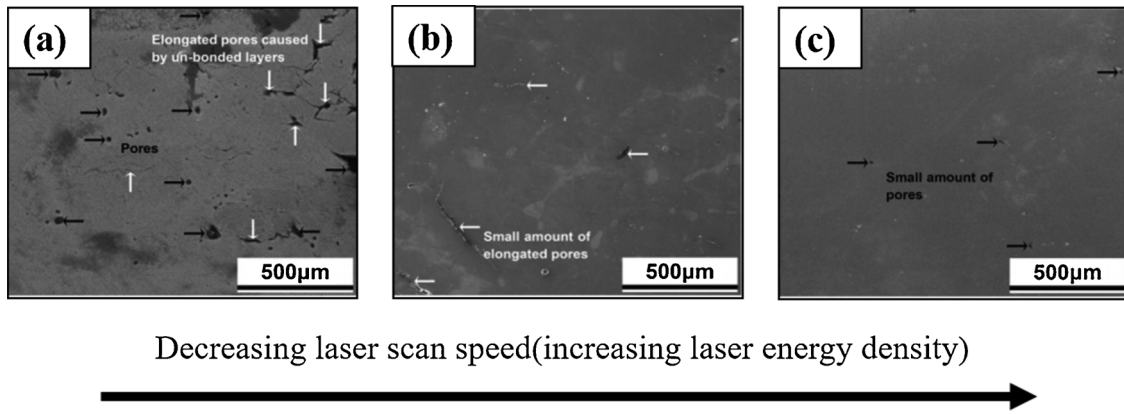 (a)
Elongated pores caused
by un-bonded layers
Pores
500μm
(b)
Small amount of
elongated pores
500μm
(c)
Small amount of
pores
500μm
Decreasing laser scan speed(increasing laser energy density)